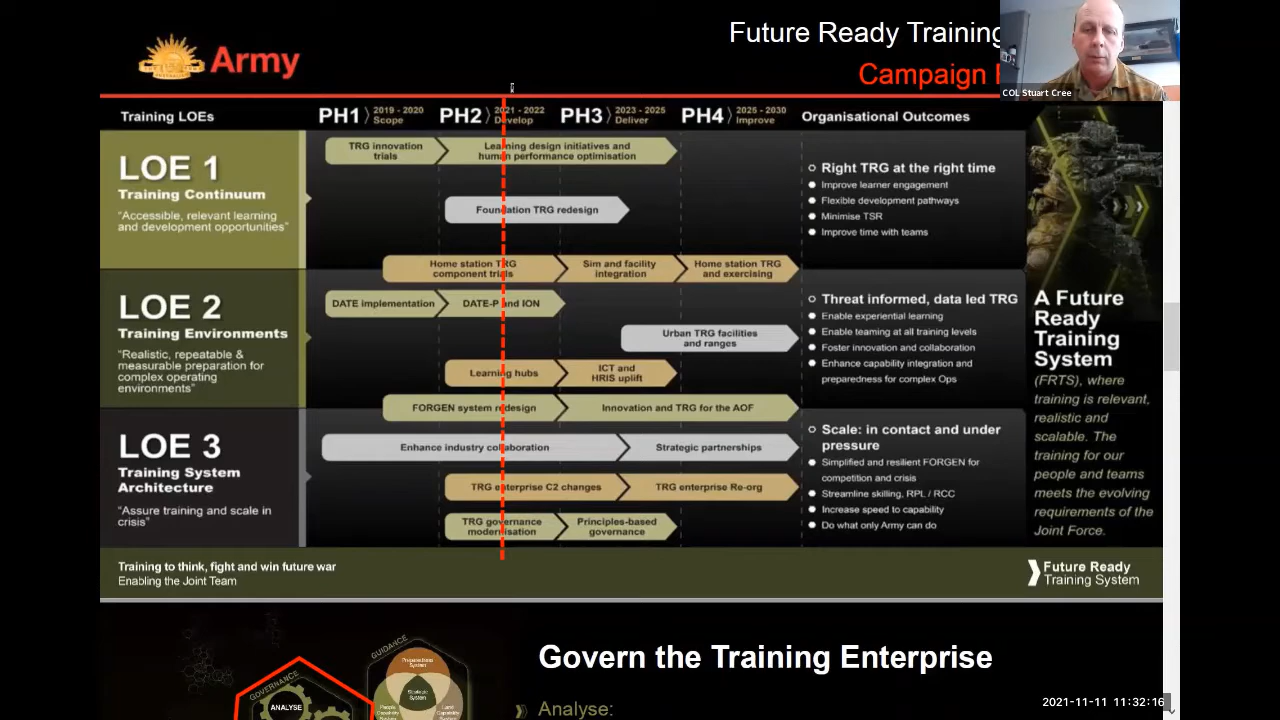 Army
Future Ready Training
Campaign
COL Stuart Cree
Training LOEs
PH1 2019 - 2020 Scope
PH2 2021 - 2022 Develop
PH3 2023 - 2025 Deliver
PH4 2025 - 2030 Improve
Organisational Outcomes
LOE 1
Training Continuum
“Accessible, relevant learning
and development opportunities”
TRG innovation
trials
Learning design initiatives and
human performance optimisation
Foundation TRG redesign
Home station TRG
component trials
Sim and facility
integration
Home station TRG
and exercising
Right TRG at the right time
Improve learner engagement
Flexible development pathways
Minimise TSR
Improve time with teams
LOE 2
Training Environments
“Realistic, repeatable &
measurable preparation for
complex operating
environments”
DATE implementation
DATE-P and ION
Urban TRG facilities
and ranges
Learning hubs
ICT and
HRIS uplift
FORGEN system redesign
Innovation and TRG for the AOF
Threat informed, data led TRG
Enable experiential learning
Enable teaming at all training levels
Foster innovation and collaboration
Enhance capability integration and
preparedness for complex Ops
LOE 3
Training System
Architecture
“Assure training and scale in
crisis”
Enhance industry collaboration
Strategic partnerships
TRG enterprise C2 changes
TRG enterprise Re-org
TRG governance
modernisation
Principles-based
governance
Scale: in contact and under
pressure
Simplified and resilient FORGEN for
competition and crisis
Streamline skilling, RPL / RCC
Increase speed to capability
Do what only Army can do
A Future
Ready
Training
System
(FRTS), where
training is relevant,
realistic and
scalable. The
training for our
people and teams
meets the evolving
requirements of the
Joint Force.
Training to think, fight and win future war
Enabling the Joint Team
Future Ready
Training System
Govern the Training Enterprise
Analyse:
GOVERNANCE
ANALYSE
GUIDANCE
Preparedness
System
Strategic
System
People
Capability
System
Land
Capability
System
2021-11-11 11:32:16